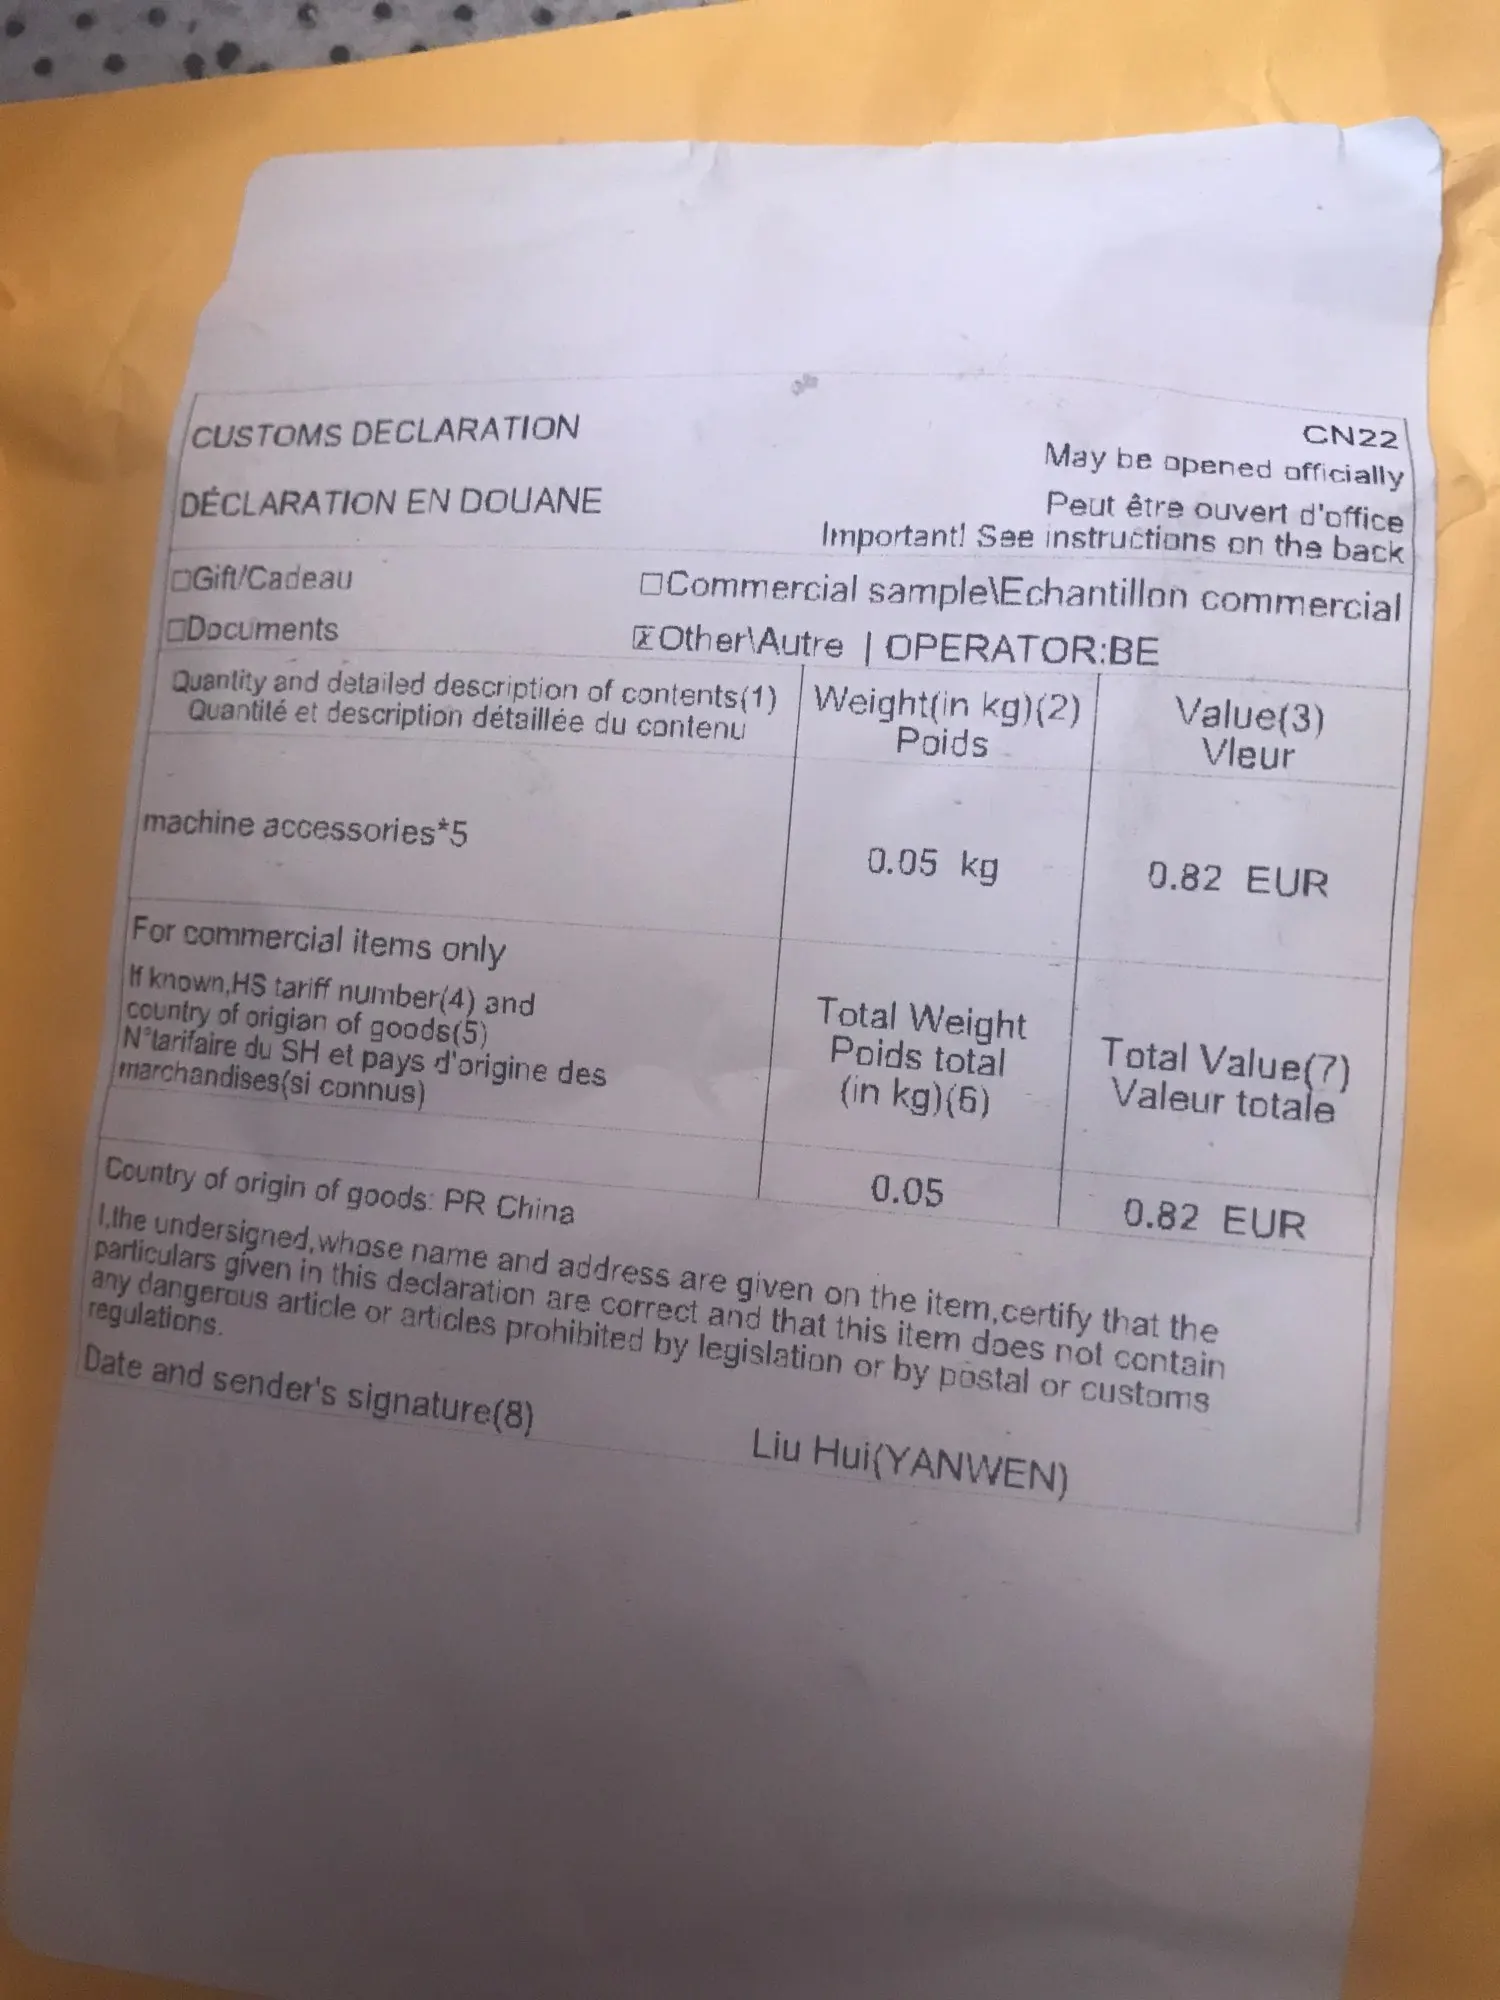 CUSTOMS DECLARATION
CN22
May be opened officially
DÉCLARATION EN DOUANE
Peut être ouvert d'office
Important! See instructions on the back
□Gift/Cadeau □Commercial sample\Echantillon commercial
□Documents ☒Other\Autre | OPERATOR:BE
Quantity and detailed description of contents(1)
Quantité et description détaillée du contenu
Weight(in kg)(2)
Poids
Value(3)
Vleur
machine accessories*5 0.05 kg 0.82 EUR
For commercial items only
If known,HS tariff number(4) and
country of origian of goods(5)
N°tarifaire du SH et pays d'origine des
marchandises(si connus)
Total Weight
Poids total
(in kg)(6)
Total Value(7)
Valeur totale
Country of origin of goods: PR China 0.05 0.82 EUR
I,the undersigned,whose name and address are given on the item,certify that the
particulars given in this declaration are correct and that this item does not contain
any dangerous article or articles prohibited by legislation or by postal or customs
regulations.
Date and sender's signature(8)
Liu Hui(YANWEN)